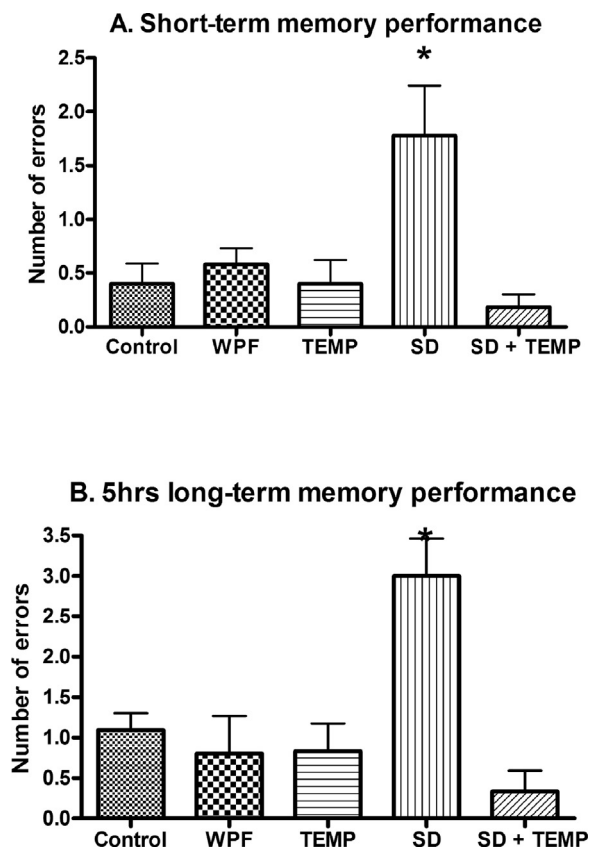 A. Short-term memory performance
*
2.5
2.0
1.5
1.0
0.5
0.0
Number of errors
Control WPF TEMP SD SD + TEMP
B. 5hrs long-term memory performance
*
3.5
3.0
2.5
2.0
1.5
1.0
0.5
0.0
Number of errors
Control WPF TEMP SD SD + TEMP